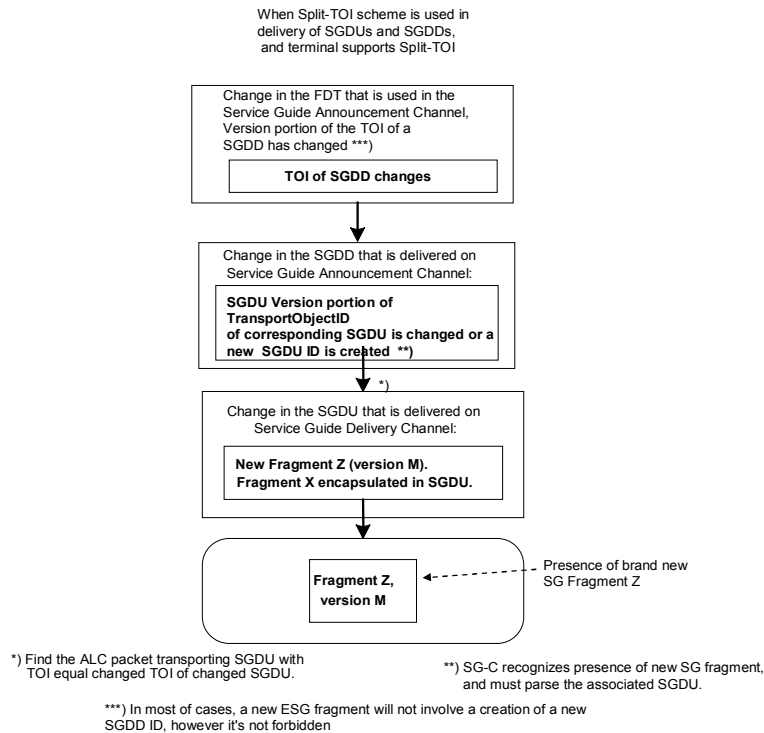 When Split-TOI scheme is used in
delivery of SGDUs and SGDDs,
and terminal supports Split-TOI
Change in the FDT that is used in the
Service Guide Announcement Channel,
Version portion of the TOI of a
SGDD has changed ***)
TOI of SGDD changes
Change in the SGDD that is delivered on
Service Guide Announcement Channel:
SGDU Version portion of
TransportObjectID
of corresponding SGDU is changed or a
new SGDU ID is created **)
*)
Change in the SGDU that is delivered on
Service Guide Delivery Channel:
New Fragment Z (version M).
Fragment X encapsulated in SGDU.
Fragment Z,
version M
Presence of brand new
SG Fragment Z
*) Find the ALC packet transporting SGDU with
TOI equal changed TOI of changed SGDU.
**) SG-C recognizes presence of new SG fragment,
and must parse the associated SGDU.
***) In most of cases, a new ESG fragment will not involve a creation of a new
SGDD ID, however it's not forbidden